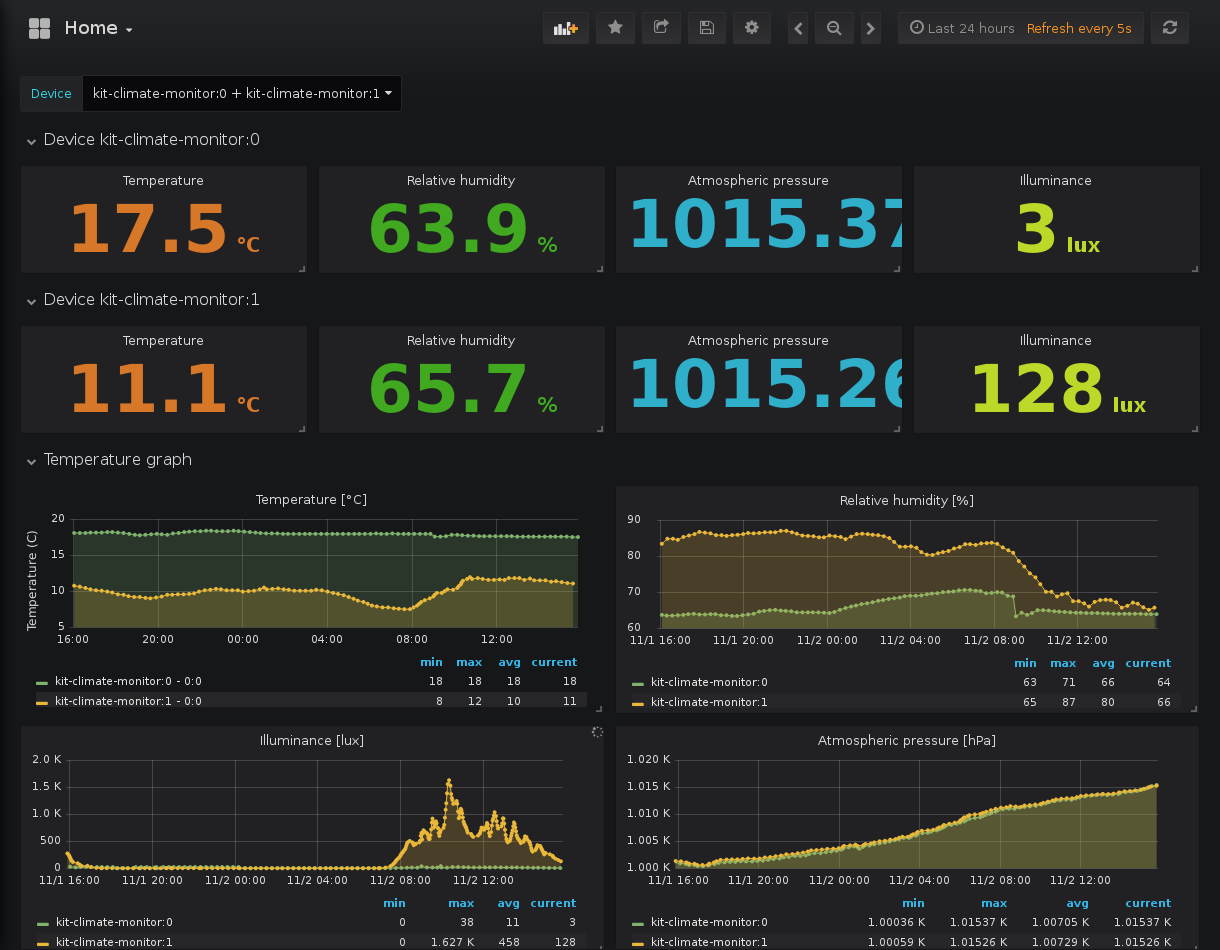 Home
Last 24 hours Refresh every 5s
Device kit-climate-monitor:0 + kit-climate-monitor:1
Device kit-climate-monitor:0
Temperature Relative humidity Atmospheric pressure Illuminance
17.5 °C 63.9 % 1015.37 3 lux
Device kit-climate-monitor:1
Temperature Relative humidity Atmospheric pressure Illuminance
11.1 °C 65.7 % 1015.26 128 lux
Temperature graph
Temperature [°C]
Temperature (C)
20
15
10
5
16:00 20:00 00:00 04:00 08:00 12:00
min max avg current
kit-climate-monitor:0 - 0:0 18 18 18 18
kit-climate-monitor:1 - 0:0 8 12 10 11
Relative humidity [%]
90
80
70
60
11/1 16:00 11/1 20:00 11/2 00:00 11/2 04:00 11/2 08:00 11/2 12:00
min max avg current
kit-climate-monitor:0 63 71 66 64
kit-climate-monitor:1 65 87 80 66
Illuminance [lux]
2.0 K
1.5 K
1.0 K
500
0
11/1 16:00 11/1 20:00 11/2 00:00 11/2 04:00 11/2 08:00 11/2 12:00
min max avg current
kit-climate-monitor:0 0 38 11 3
kit-climate-monitor:1 0 1.627 K 458 128
Atmospheric pressure [hPa]
1.020 K
1.015 K
1.010 K
1.005 K
1.000 K
11/1 16:00 11/1 20:00 11/2 00:00 11/2 04:00 11/2 08:00 11/2 12:00
min max avg current
kit-climate-monitor:0 1.00036 K 1.01537 K 1.00705 K 1.01537 K
kit-climate-monitor:1 1.00059 K 1.01526 K 1.00729 K 1.01526 K